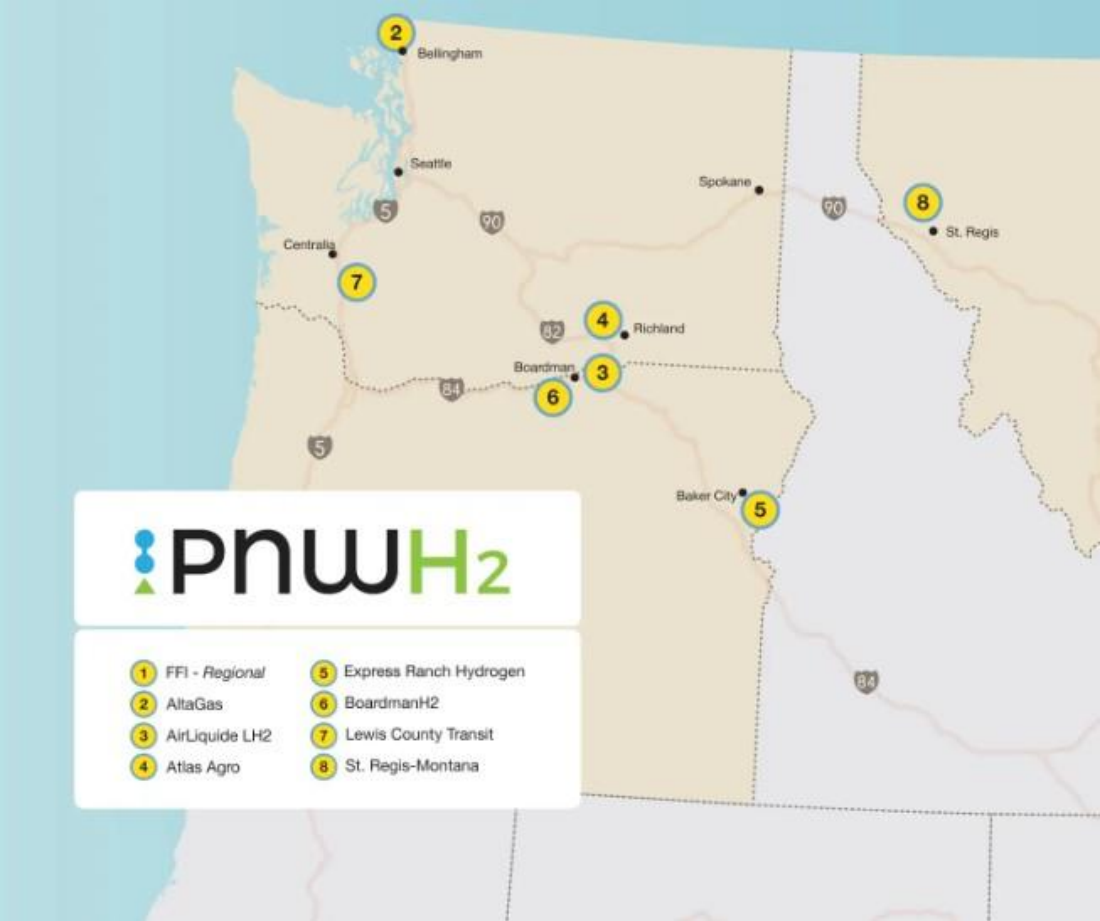 2
Bellingham
Seattle
Spokane
5
90
90
8
St. Regis
Centralia
7
4
82
Richland
Boardman
3
84
6
5
Baker City
5
PNWH2
1 FFI - Regional
2 AltaGas
3 AirLiquide LH2
4 Atlas Agro
5 Express Ranch Hydrogen
6 BoardmanH2
7 Lewis County Transit
8 St. Regis-Montana
84